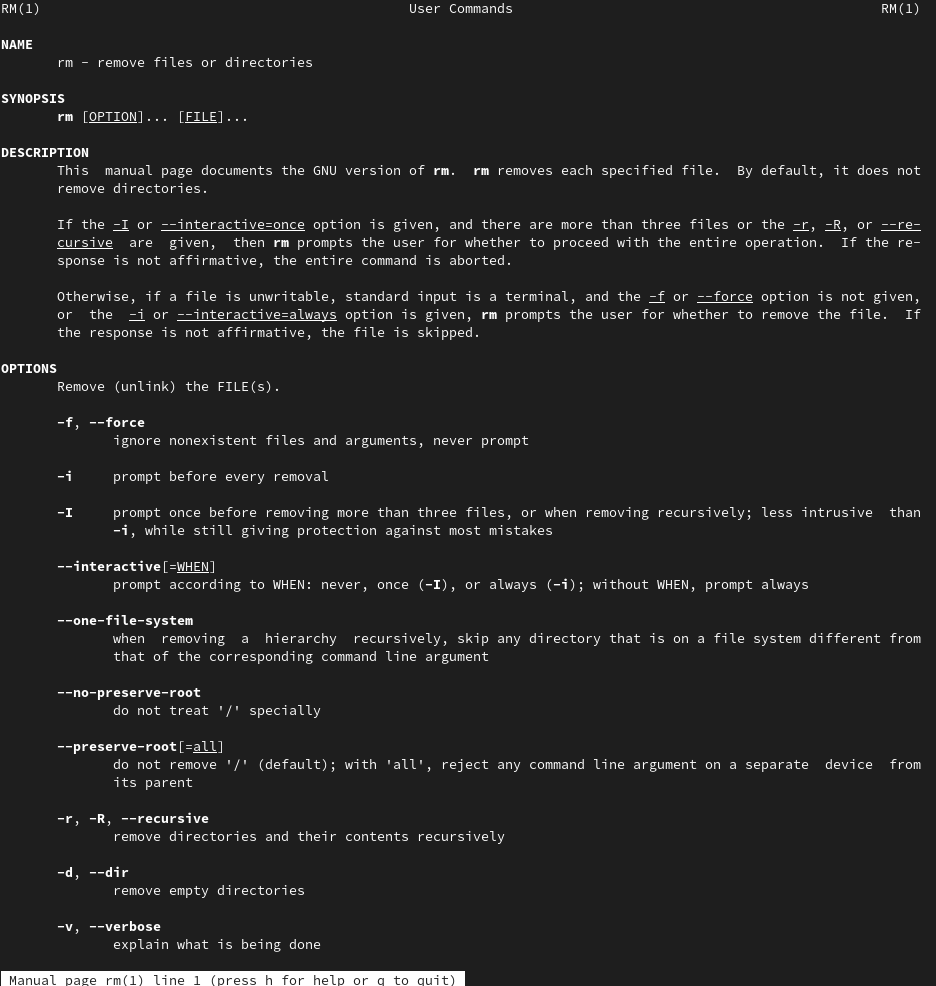 RM(1) User Commands RM(1)
NAME
rm - remove files or directories
SYNOPSIS
rm [OPTION]... [FILE]...
DESCRIPTION
This  manual page documents the GNU version of rm.  rm removes each specified file.  By default, it does not
remove directories.
If the -I or --interactive=once option is given, and there are more than three files or the -r, -R, or --re-
cursive  are  given,  then rm prompts the user for whether to proceed with the entire operation.  If the re-
sponse is not affirmative, the entire command is aborted.
Otherwise, if a file is unwritable, standard input is a terminal, and the -f or --force option is not given,
or  the  -i or --interactive=always option is given, rm prompts the user for whether to remove the file.  If
the response is not affirmative, the file is skipped.
OPTIONS
Remove (unlink) the FILE(s).
-f, --force
ignore nonexistent files and arguments, never prompt
-i     prompt before every removal
-I     prompt once before removing more than three files, or when removing recursively; less intrusive  than
-i, while still giving protection against most mistakes
--interactive[=WHEN]
prompt according to WHEN: never, once (-I), or always (-i); without WHEN, prompt always
--one-file-system
when  removing  a  hierarchy  recursively, skip any directory that is on a file system different from
that of the corresponding command line argument
--no-preserve-root
do not treat '/' specially
--preserve-root[=all]
do not remove '/' (default); with 'all', reject any command line argument on a separate  device  from
its parent
-r, -R, --recursive
remove directories and their contents recursively
-d, --dir
remove empty directories
-v, --verbose
explain what is being done
Manual page rm(1) line 1 (press h for help or q to quit)